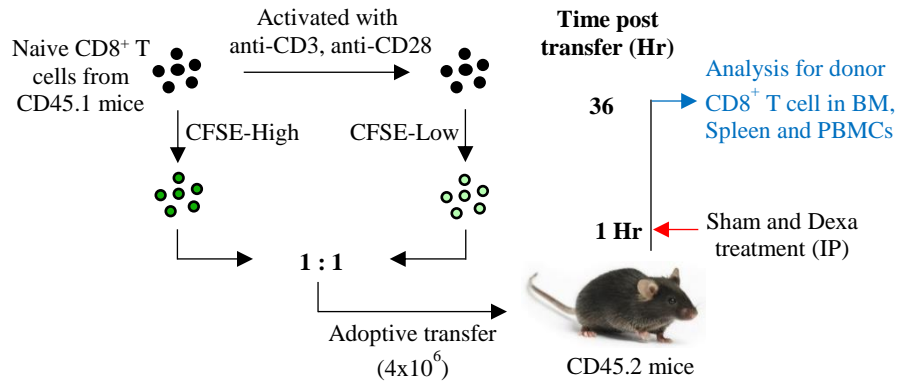 Naive CD8⁺ T
cells from
CD45.1 mice
Activated with
anti-CD3, anti-CD28
CFSE-High
CFSE-Low
1 : 1
Adoptive transfer
(4x10⁶)
Time post
transfer (Hr)
36
Analysis for donor
CD8⁺ T cell in BM,
Spleen and PBMCs
1 Hr
Sham and Dexa
treatment (IP)
CD45.2 mice